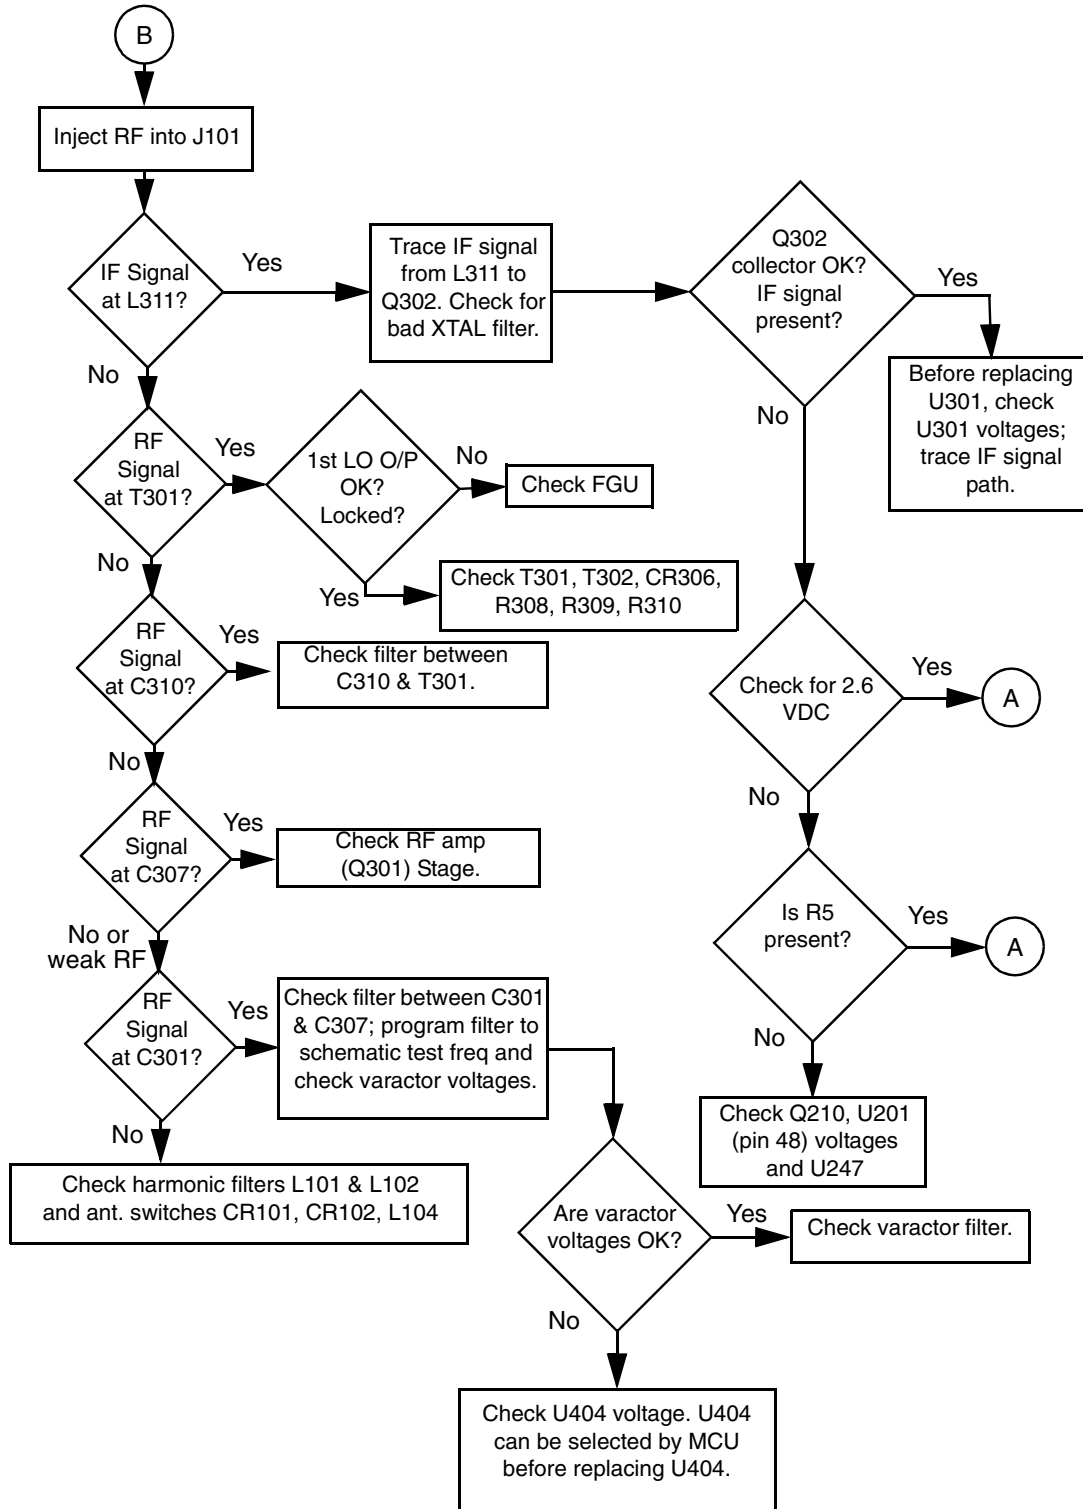 B
Inject RF into J101
IF Signal
at L311?
Yes
No
Trace IF signal
from L311 to
Q302. Check for
bad XTAL filter.
Q302
collector OK?
IF signal
present?
Yes
No
Before replacing
U301, check
U301 voltages;
trace IF signal
path.
RF
Signal
at T301?
Yes
No
1st LO O/P
OK?
Locked?
No
Check FGU
Yes
Check T301, T302, CR306,
R308, R309, R310
RF
Signal
at C310?
Yes
No
Check filter between
C310 & T301.
Check for 2.6
VDC
Yes
A
No
RF
Signal
at C307?
Yes
Check RF amp
(Q301) Stage.
No or
weak RF
Is R5
present?
Yes
A
No
RF
Signal
at C301?
Yes
No
Check filter between C301
& C307; program filter to
schematic test freq and
check varactor voltages.
Check Q210, U201
(pin 48) voltages
and U247
Check harmonic filters L101 & L102
and ant. switches CR101, CR102, L104
Are varactor
voltages OK?
Yes
Check varactor filter.
No
Check U404 voltage. U404
can be selected by MCU
before replacing U404.